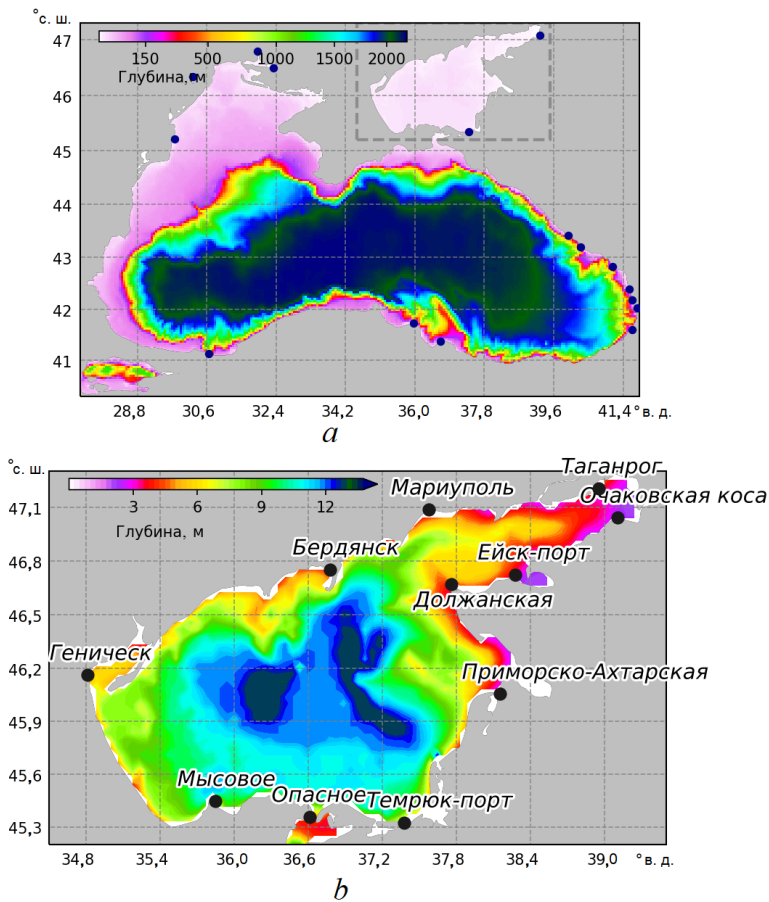 °с. ш.
47
46
45
44
43
42
41
150 500 1000 1500 2000
Глубина, м
28,8 30,6 32,4 34,2 36,0 37,8 39,6 41,4 °в. д.
a
°с. ш.
47,1
46,8
46,5
46,2
45,9
45,6
45,3
3 6 9 12
Глубина, м
Таганрог
Очаковская коса
Мариуполь
Бердянск
Ейск-порт
Должанская
Геническ
Приморско-Ахтарская
Мысовое
Опасное
Темрюк-порт
34,8 35,4 36,0 36,6 37,2 37,8 38,4 39,0 °в. д.
b